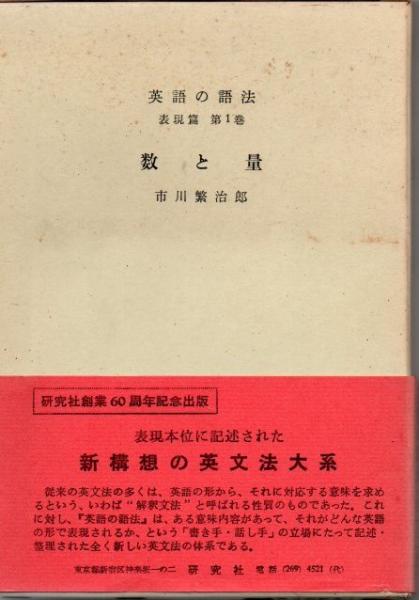 英語の語法
表現篇 第1巻
数と量
市川繁治郎
研究社創業60周年記念出版
表現本位に記述された
新構想の英文法大系
従来の英文法の多くは、英語の形から、それに対応する意味を求め
るという、いわば“解釈文法”と呼ばれる性質のものであった。これ
に対し、『英語の語法』は、ある意味内容があって、それがどんな英語
の形で表現されるか、という「書き手・話し手」の立場にたって記述・
整理された全く新しい英文法の体系である。
東京都新宿区神楽坂一の二 研究社 電話 (269) 4521 (代)